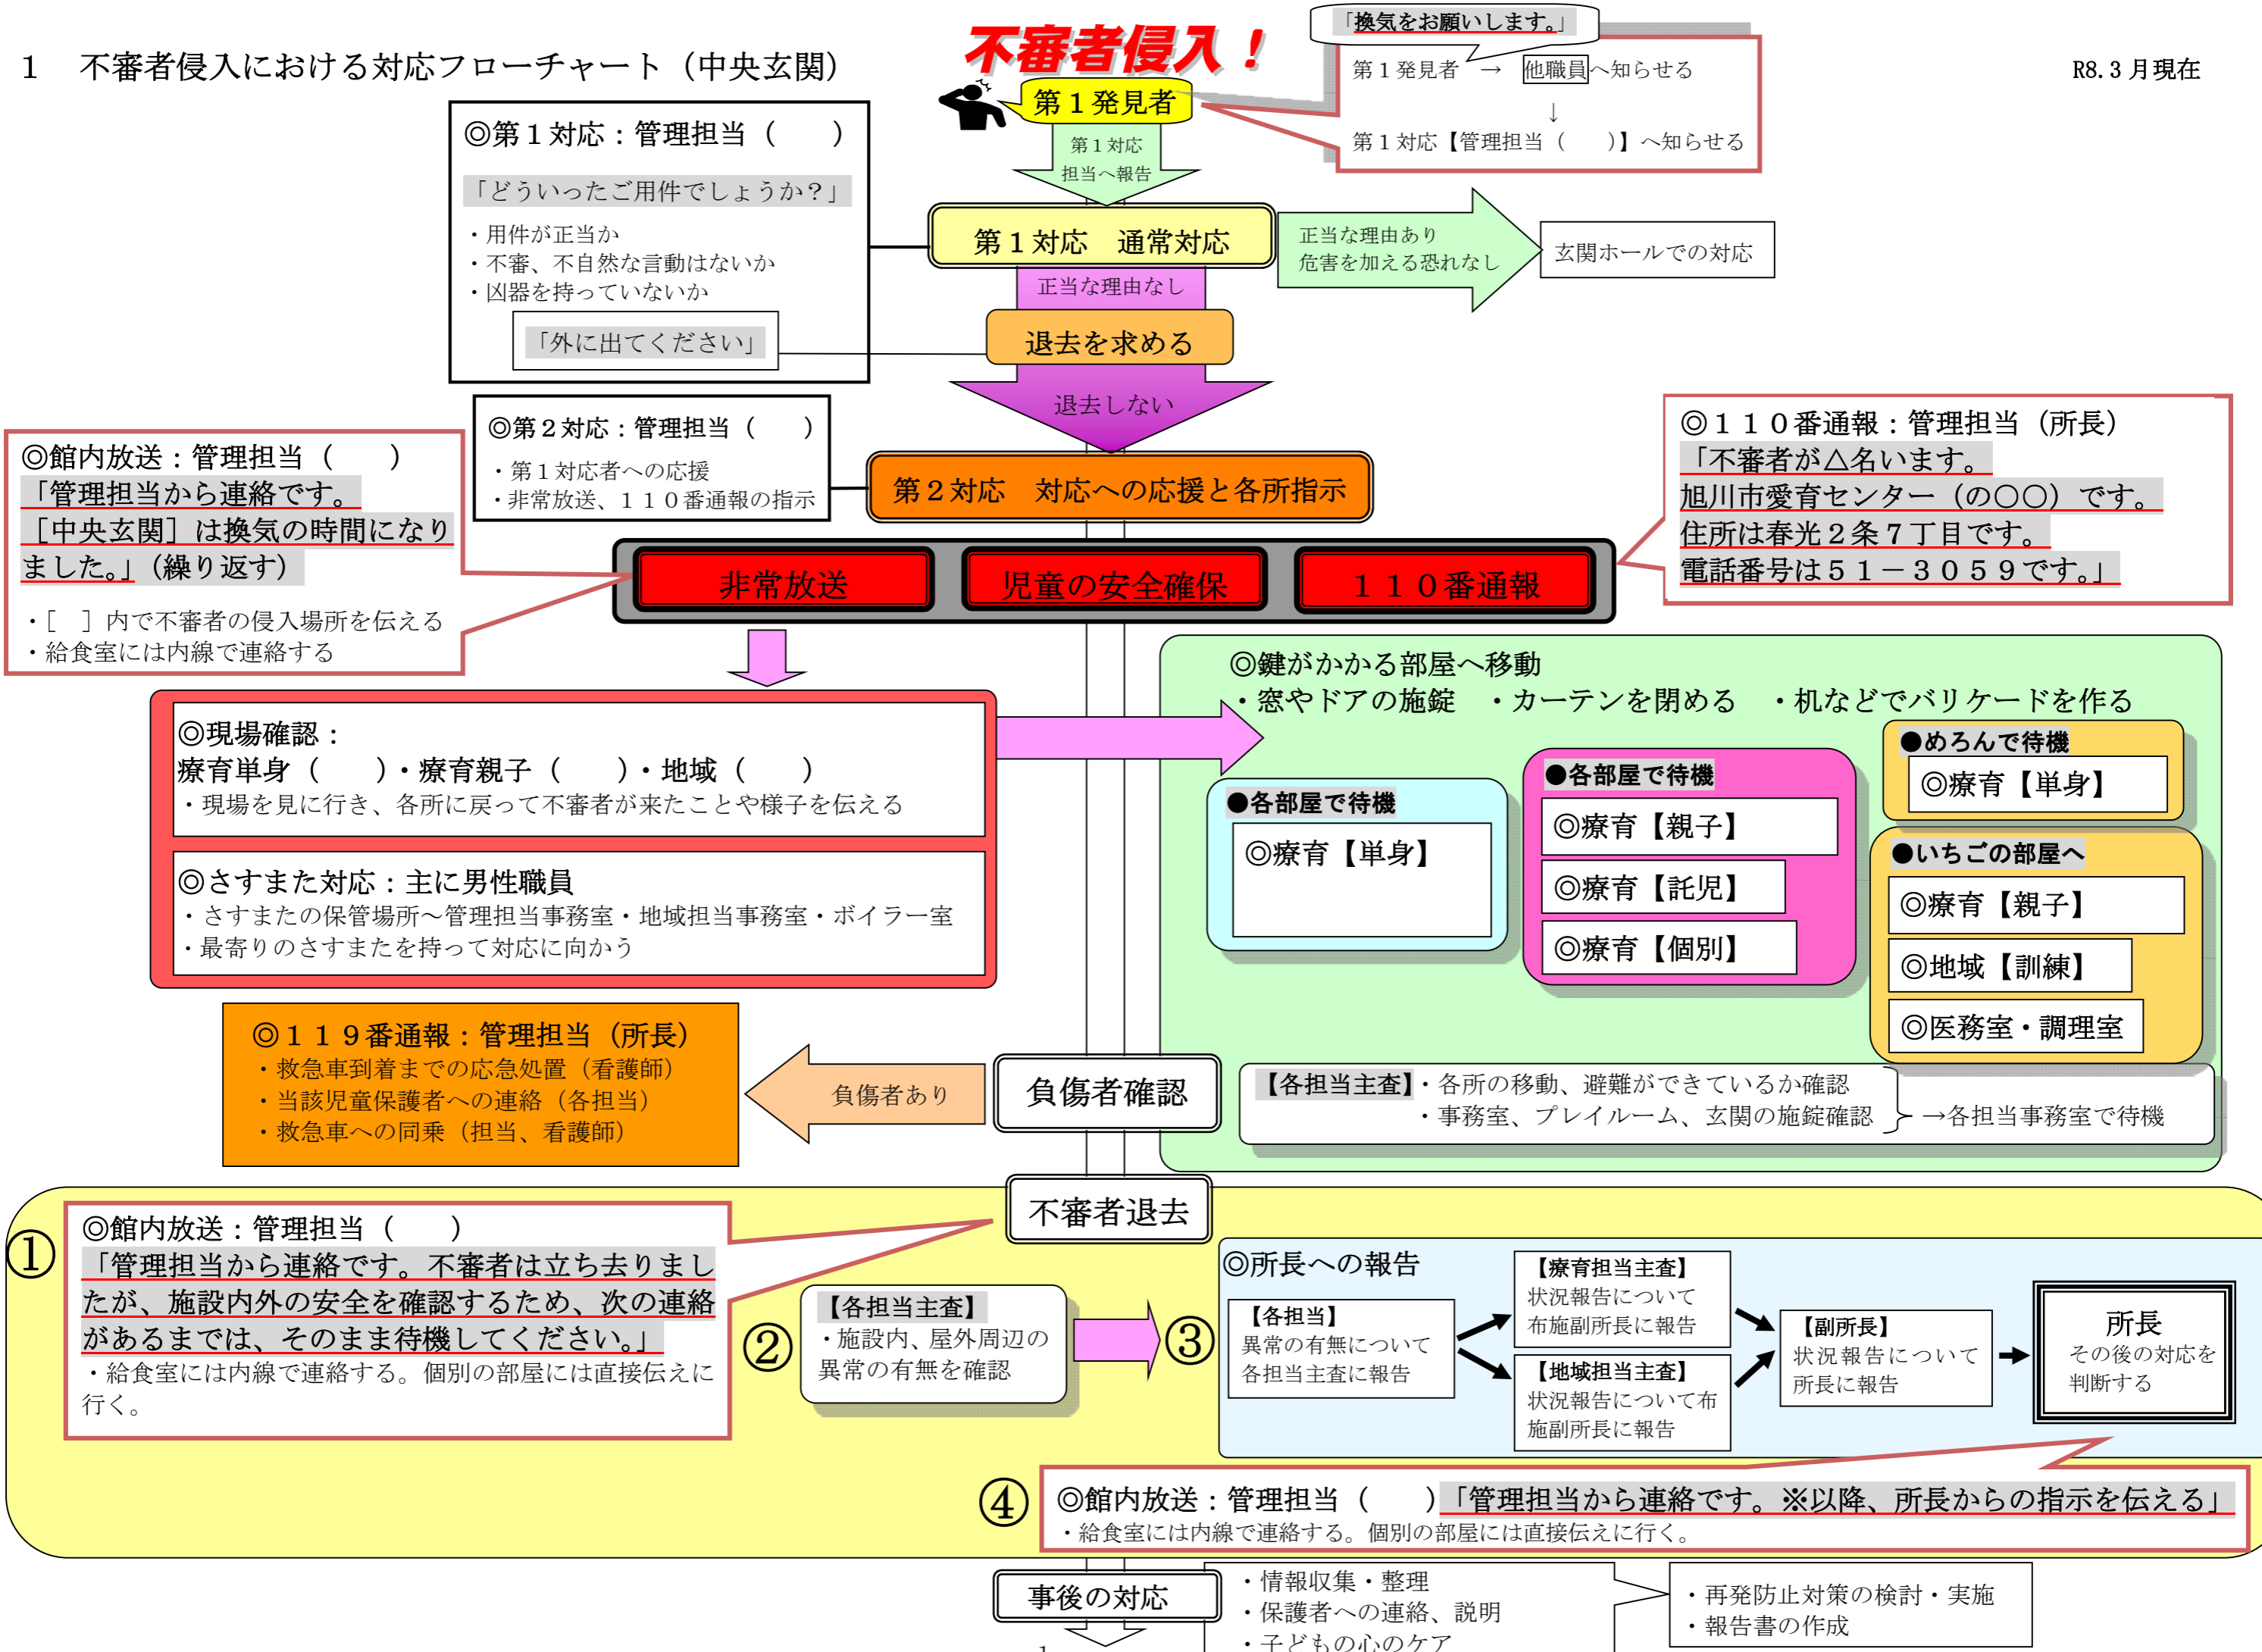 1 不審者侵入における対応フローチャート（中央玄関）
不審者侵入！
R8.3月現在
「換気をお願いします。」
第１発見者 → 他職員へ知らせる
↓
第１対応【管理担当（　　）】へ知らせる
第１発見者
第１対応
担当へ報告
◎第１対応：管理担当（　　）
「どういったご用件でしょうか？」
・用件が正当か
・不審、不自然な言動はないか
・凶器を持っていないか
「外に出てください」
第１対応　通常対応
正当な理由あり
危害を加える恐れなし
玄関ホールでの対応
正当な理由なし
退去を求める
退去しない
◎第２対応：管理担当（　　）
・第１対応者への応援
・非常放送、１１０番通報の指示
第２対応　対応への応援と各所指示
◎館内放送：管理担当（　　）
「管理担当から連絡です。
［中央玄関］は換気の時間になり
ました。」（繰り返す）
・［　］内で不審者の侵入場所を伝える
・給食室には内線で連絡する
◎１１０番通報：管理担当（所長）
「不審者が△名います。
旭川市愛育センター（の〇〇）です。
住所は春光２条７丁目です。
電話番号は５１－３０５９です。」
非常放送
児童の安全確保
１１０番通報
◎現場確認：
療育単身（　　）・療育親子（　　）・地域（　　）
・現場を見に行き、各所に戻って不審者が来たことや様子を伝える
◎さすまた対応：主に男性職員
・さすまたの保管場所～管理担当事務室・地域担当事務室・ボイラー室
・最寄りのさすまたを持って対応に向かう
◎鍵がかかる部屋へ移動
・窓やドアの施錠　・カーテンを閉める　・机などでバリケードを作る
●各部屋で待機
◎療育【単身】
●各部屋で待機
◎療育【親子】
◎療育【託児】
◎療育【個別】
●めろんで待機
◎療育【単身】
●いちごの部屋へ
◎療育【親子】
◎地域【訓練】
◎医務室・調理室
【各担当主査】・各所の移動、避難ができているか確認
・事務室、プレイルーム、玄関の施錠確認
→各担当事務室で待機
負傷者確認
負傷者あり
◎１１９番通報：管理担当（所長）
・救急車到着までの応急処置（看護師）
・当該児童保護者への連絡（各担当）
・救急車への同乗（担当、看護師）
不審者退去
①
◎館内放送：管理担当（　　）
「管理担当から連絡です。不審者は立ち去りまし
たが、施設内外の安全を確認するため、次の連絡
があるまでは、そのまま待機してください。」
・給食室には内線で連絡する。個別の部屋には直接伝えに
行く。
②
【各担当主査】
・施設内、屋外周辺の
異常の有無を確認
③
◎所長への報告
【各担当】
異常の有無について
各担当主査に報告
【療育担当主査】
状況報告について
布施副所長に報告
【地域担当主査】
状況報告について布
施副所長に報告
【副所長】
状況報告について
所長に報告
所長
その後の対応を
判断する
④
◎館内放送：管理担当（　　）「管理担当から連絡です。※以降、所長からの指示を伝える」
・給食室には内線で連絡する。個別の部屋には直接伝えに行く。
事後の対応
・情報収集・整理
・保護者への連絡、説明
・子どもの心のケア
・再発防止対策の検討・実施
・報告書の作成
1